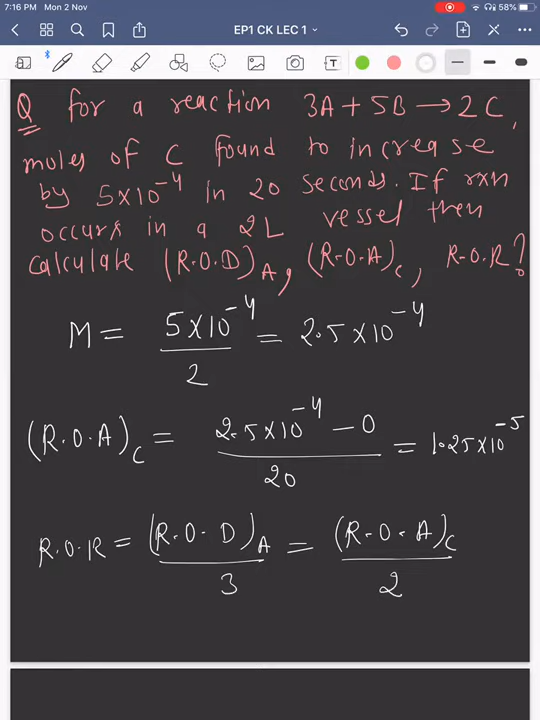 7:16 PM Mon 2 Nov 58%
EP1 CK LEC 1
T
Q for a reaction 3A + 5B → 2C,
moles of C found to increase
by 5×10⁻⁴ in 20 seconds. If rxn
occurs in a 2L vessel then
calculate (R.O.D)_A, (R.O.A)_C, R.O.R?
M = 5×10⁻⁴/2 = 2.5×10⁻⁴
(R.O.A)_C = 2.5×10⁻⁴ − 0/20 = 1.25×10⁻⁵
R.O.R = (R.O.D)_A/3 = (R.O.A)_C/2